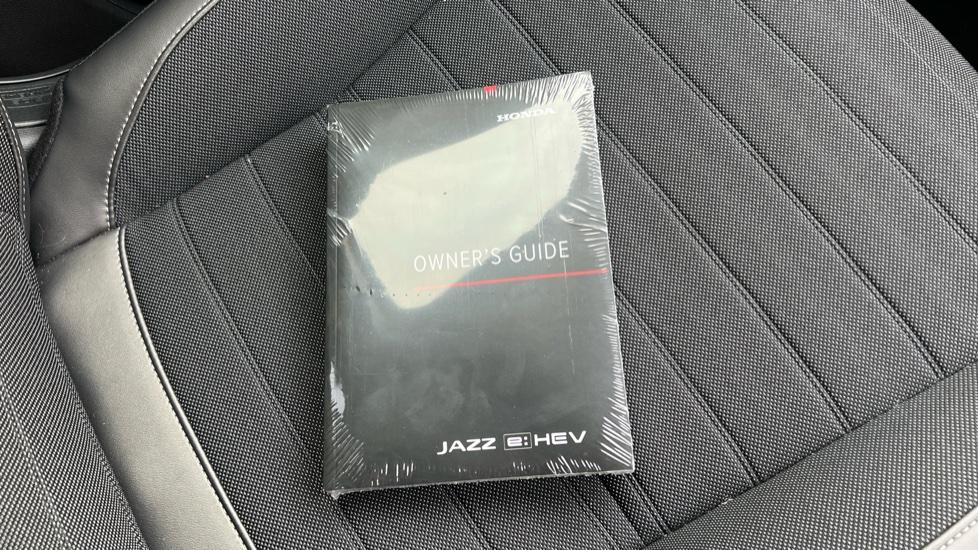 HONDA
OWNER'S GUIDE
JAZZ e:HEV